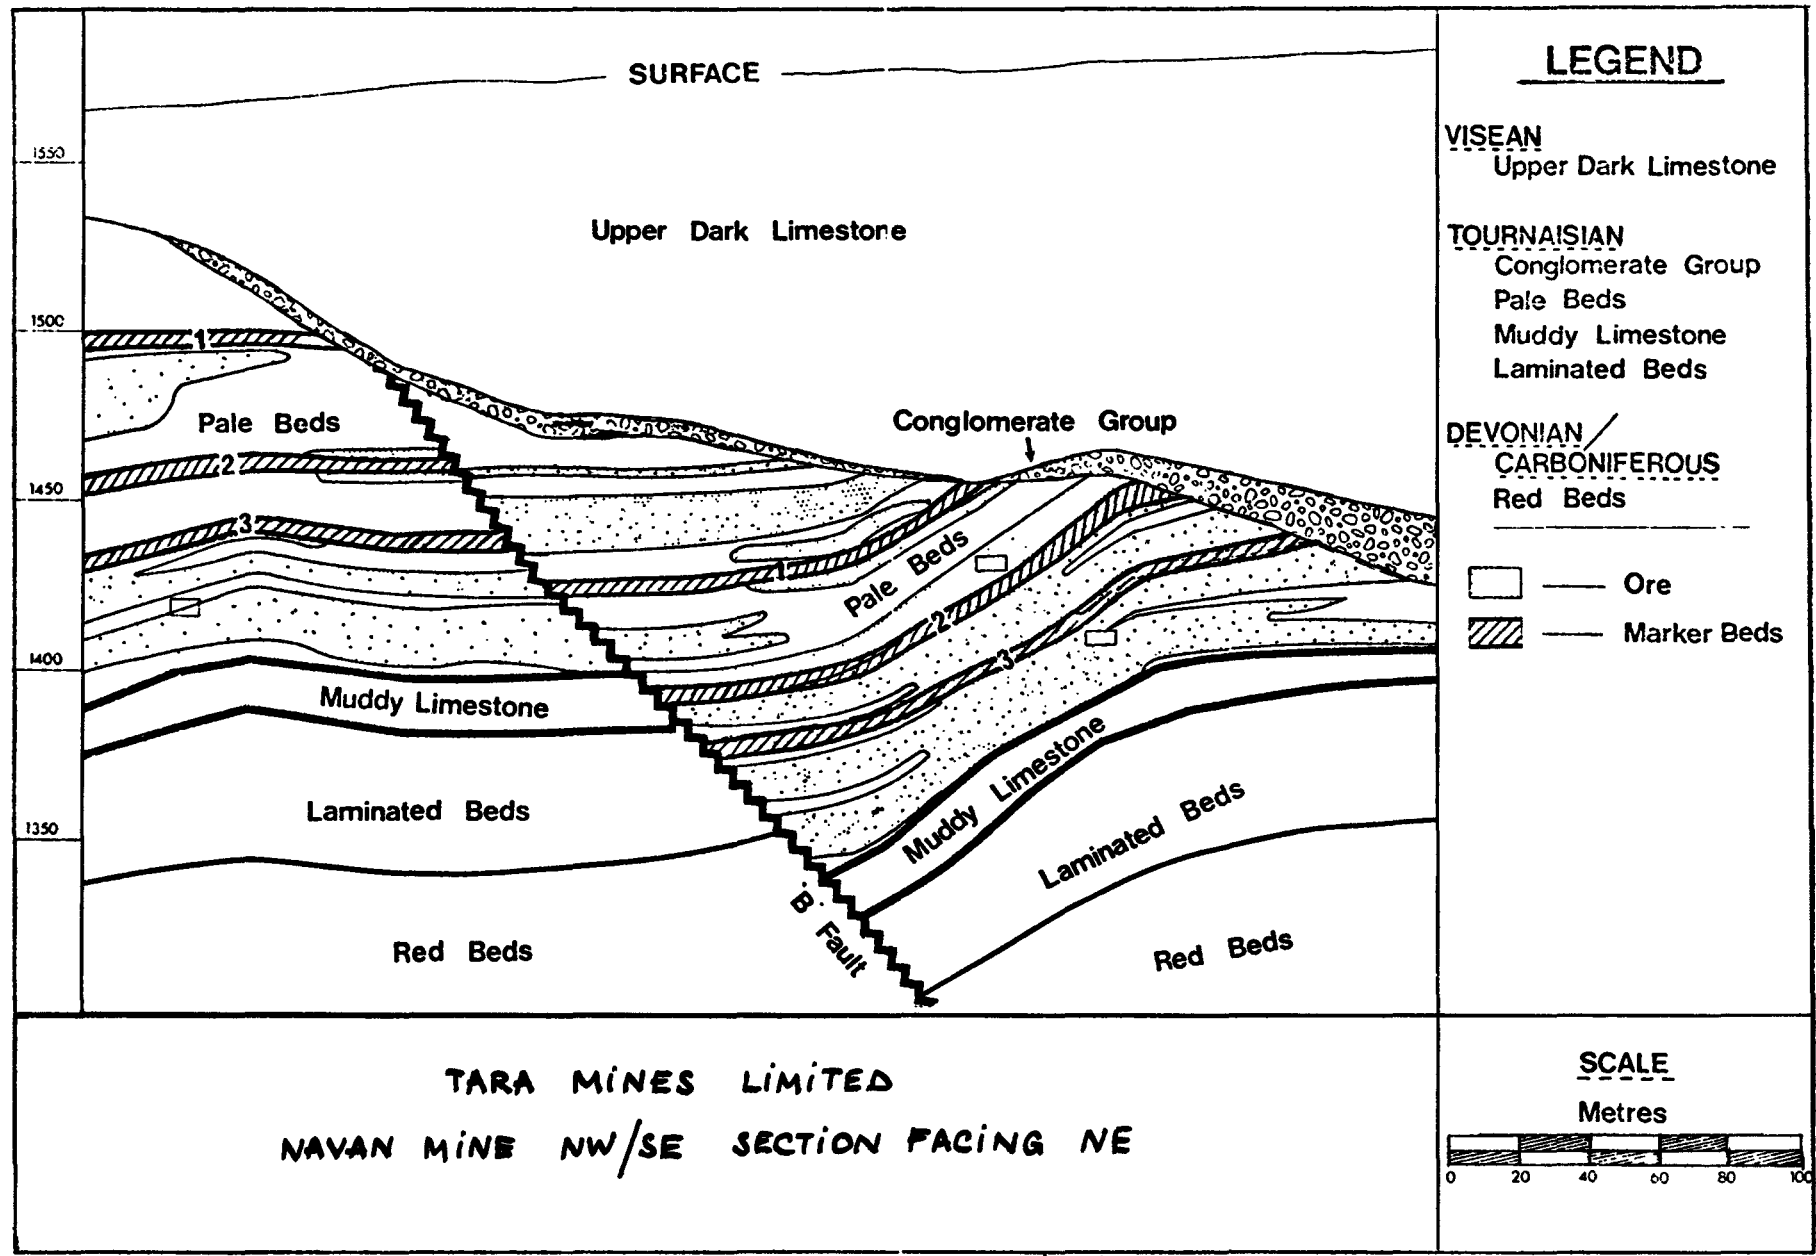 SURFACE
1550
Upper Dark Limestone
1500
1
Pale Beds
Conglomerate Group
2
1450
3
1
Pale Beds
2
1400
3
Muddy Limestone
Muddy Limestone
Laminated Beds
Laminated Beds
1350
'B' Fault
Red Beds
Red Beds
LEGEND
VISEAN
Upper Dark Limestone
TOURNAISIAN
Conglomerate Group
Pale Beds
Muddy Limestone
Laminated Beds
DEVONIAN/
CARBONIFEROUS
Red Beds
Ore
Marker Beds
TARA MINES LIMITED
NAVAN MINE NW/SE SECTION FACING NE
SCALE
Metres
0 20 40 60 80 100